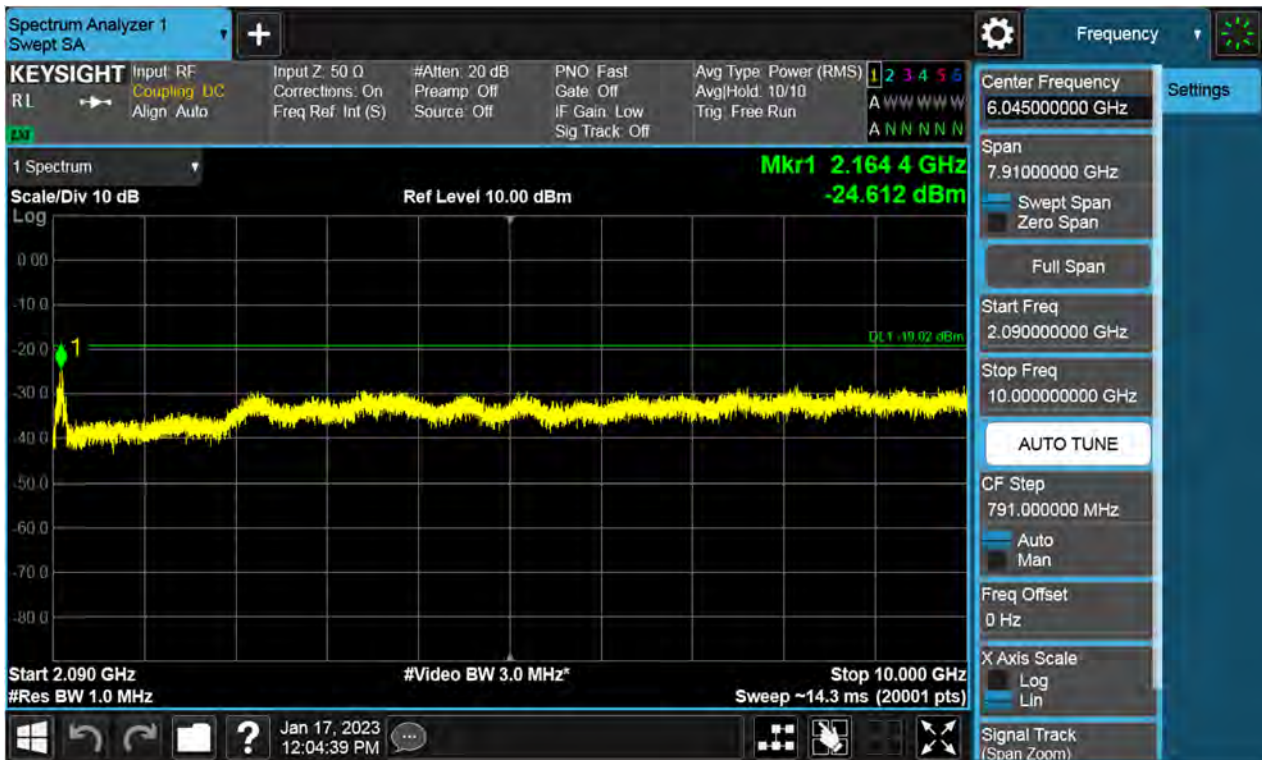 Spectrum Analyzer 1
Swept SA
+
Frequency
KEYSIGHT Input: RF Input Z: 50 Ω #Atten: 20 dB PNO: Fast Avg Type: Power (RMS) 1 2 3 4 5 6
RL Coupling: DC Corrections: On Preamp: Off Gate: Off Avg|Hold: 10/10 A W W W W W
Align: Auto Freq Ref: Int (S) Source: Off IF Gain: Low Trig: Free Run
Sig Track: Off A N N N N N
1 Spectrum
Mkr1 2.164 4 GHz
Scale/Div 10 dB Ref Level 10.00 dBm -24.612 dBm
Log
0.00
-10.0
DL1 -19.02 dBm
-20.0
1
-30.0
-40.0
-50.0
-60.0
-70.0
-80.0
Start 2.090 GHz #Video BW 3.0 MHz* Stop 10.000 GHz
#Res BW 1.0 MHz Sweep ~14.3 ms (20001 pts)
? Jan 17, 2023
12:04:39 PM
Center Frequency
6.045000000 GHz
Settings
Span
7.91000000 GHz
Swept Span
Zero Span
Full Span
Start Freq
2.090000000 GHz
Stop Freq
10.000000000 GHz
AUTO TUNE
CF Step
791.000000 MHz
Auto
Man
Freq Offset
0 Hz
X Axis Scale
Log
Lin
Signal Track
(Span Zoom)